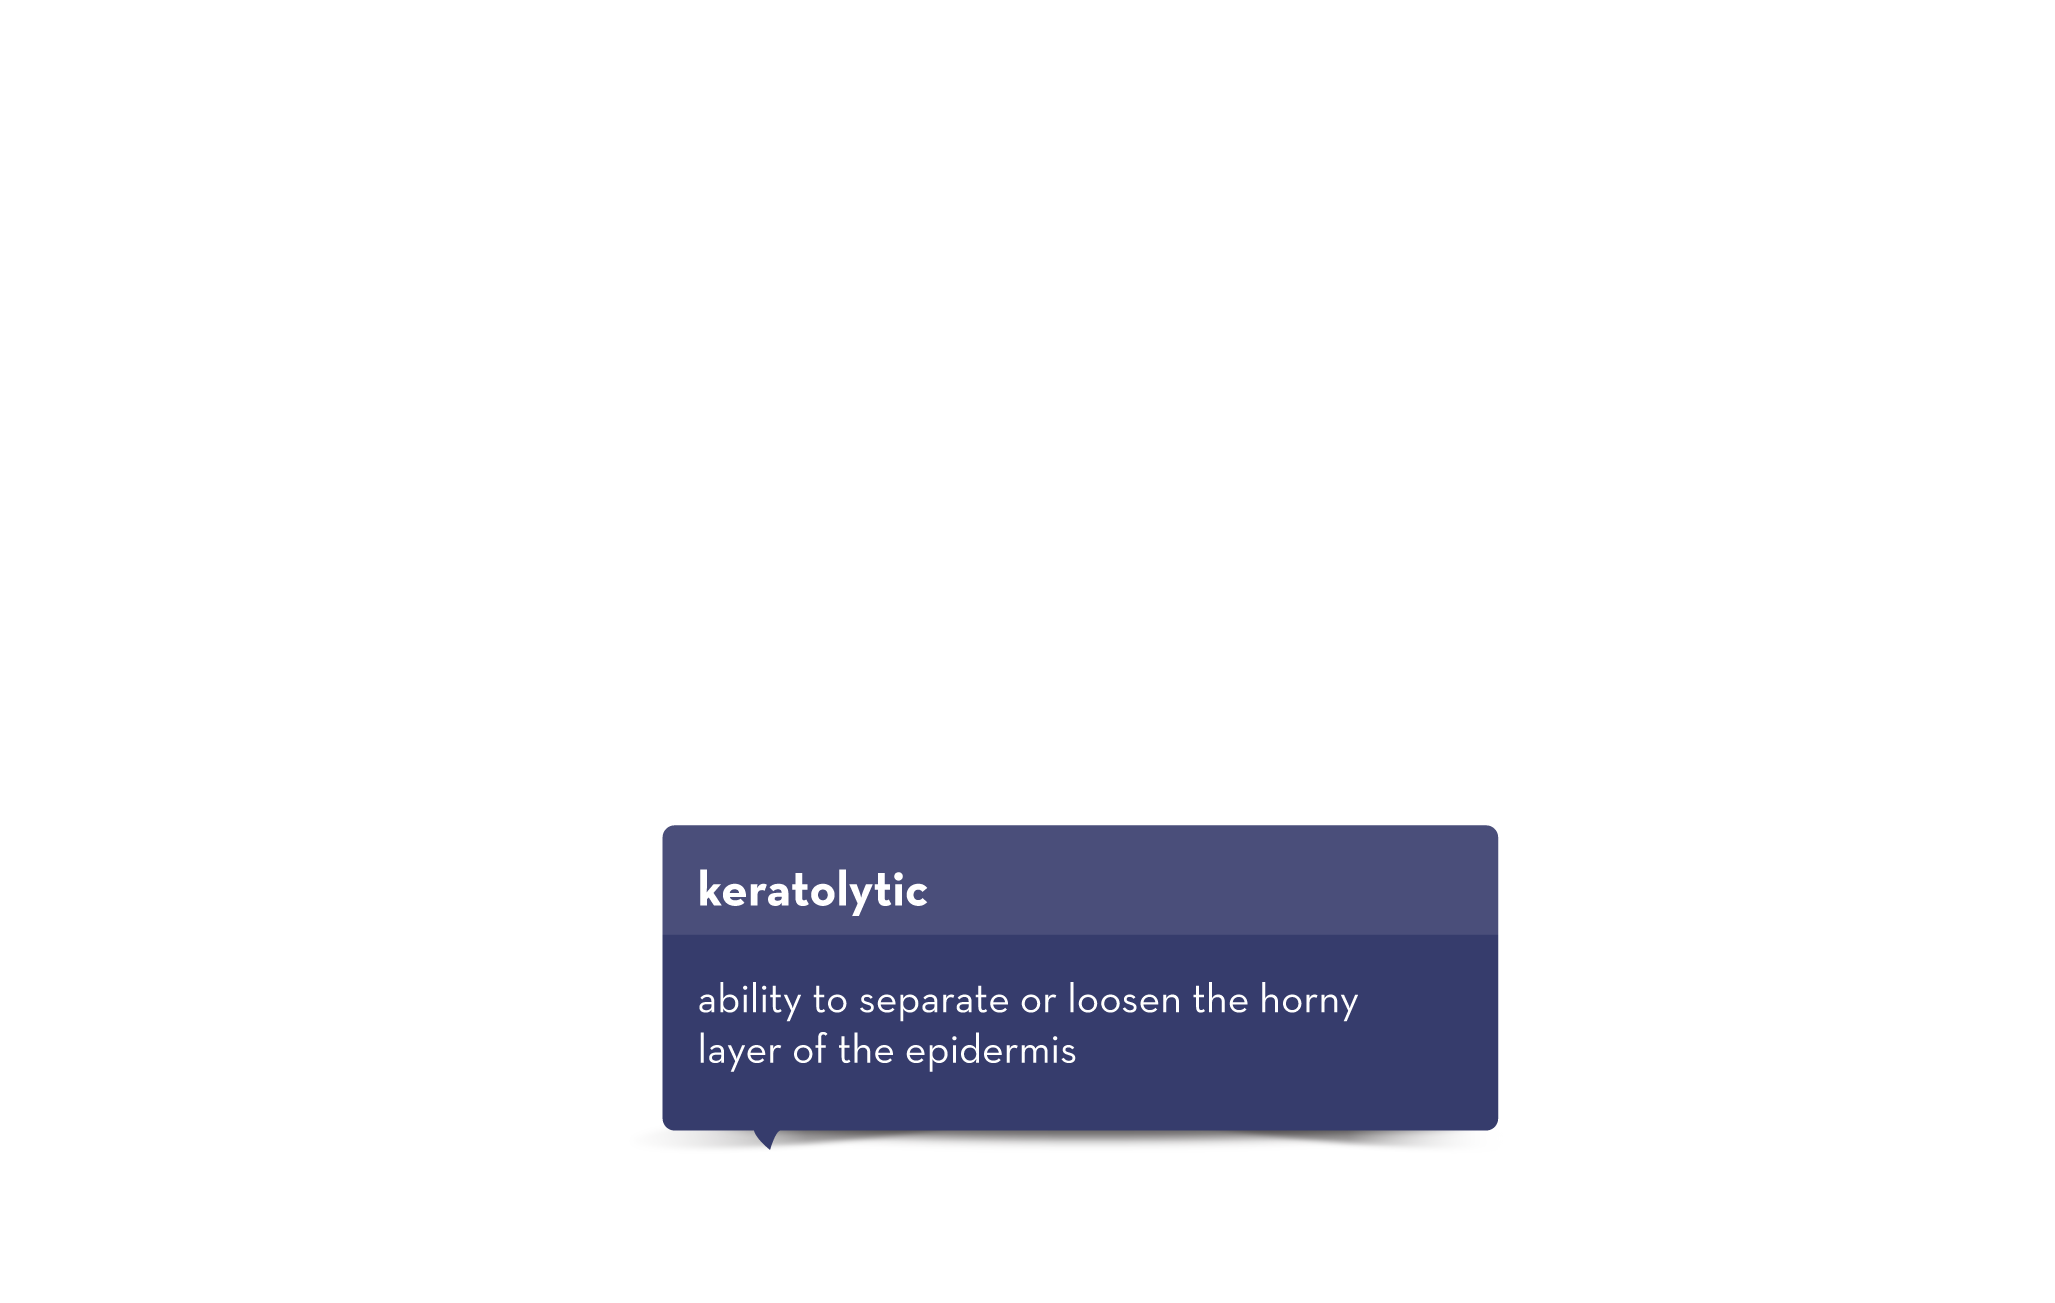 keratolytic
ability to separate or loosen the horny
layer of the epidermis